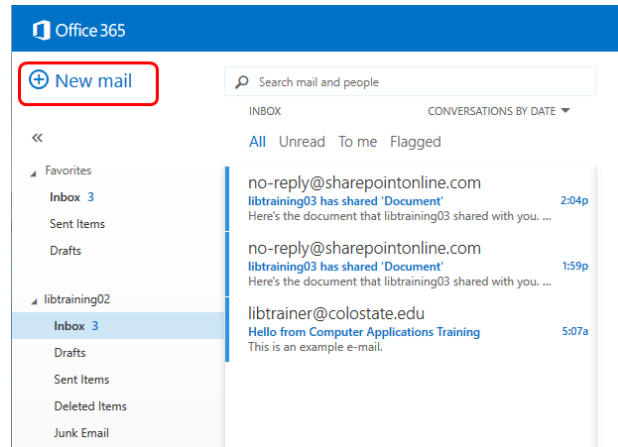 Office 365
New mail
Search mail and people
INBOX CONVERSATIONS BY DATE
All Unread To me Flagged
Favorites
Inbox 3
Sent Items
Drafts
libtraining02
Inbox 3
Drafts
Sent Items
Deleted Items
Junk Email
no-reply@sharepointonline.com
libtraining03 has shared 'Document' 2:04p
Here's the document that libtraining03 shared with you. ...
no-reply@sharepointonline.com
libtraining03 has shared 'Document' 1:59p
Here's the document that libtraining03 shared with you. ...
libtrainer@colostate.edu
Hello from Computer Applications Training 5:07a
This is an example e-mail.